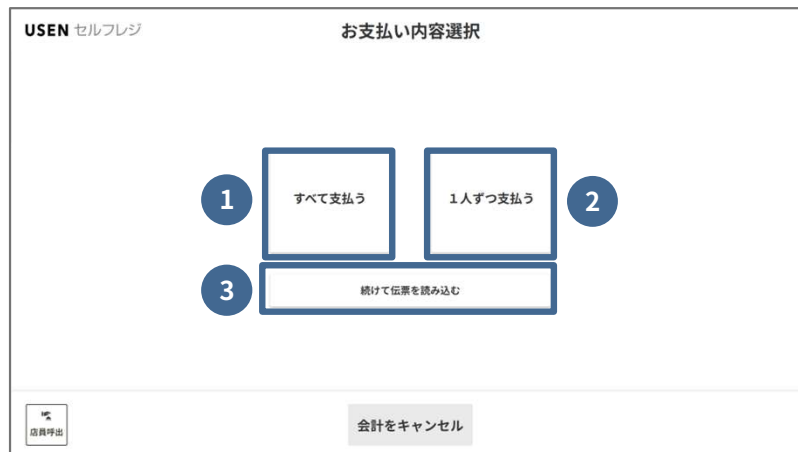 USEN セルフレジ
お支払い内容選択
1
すべて支払う
1人ずつ支払う
2
3
続けて伝票を読み込む
店員呼出
会計をキャンセル